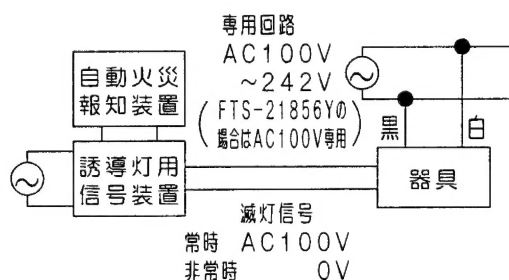 専用回路
AC100V
～242V
(FTS-21856Yの
場合はAC100V専用)
自動火災
報知装置
黒
白
誘導灯用
信号装置
器具
滅灯信号
常時 AC100V
非常時 0V